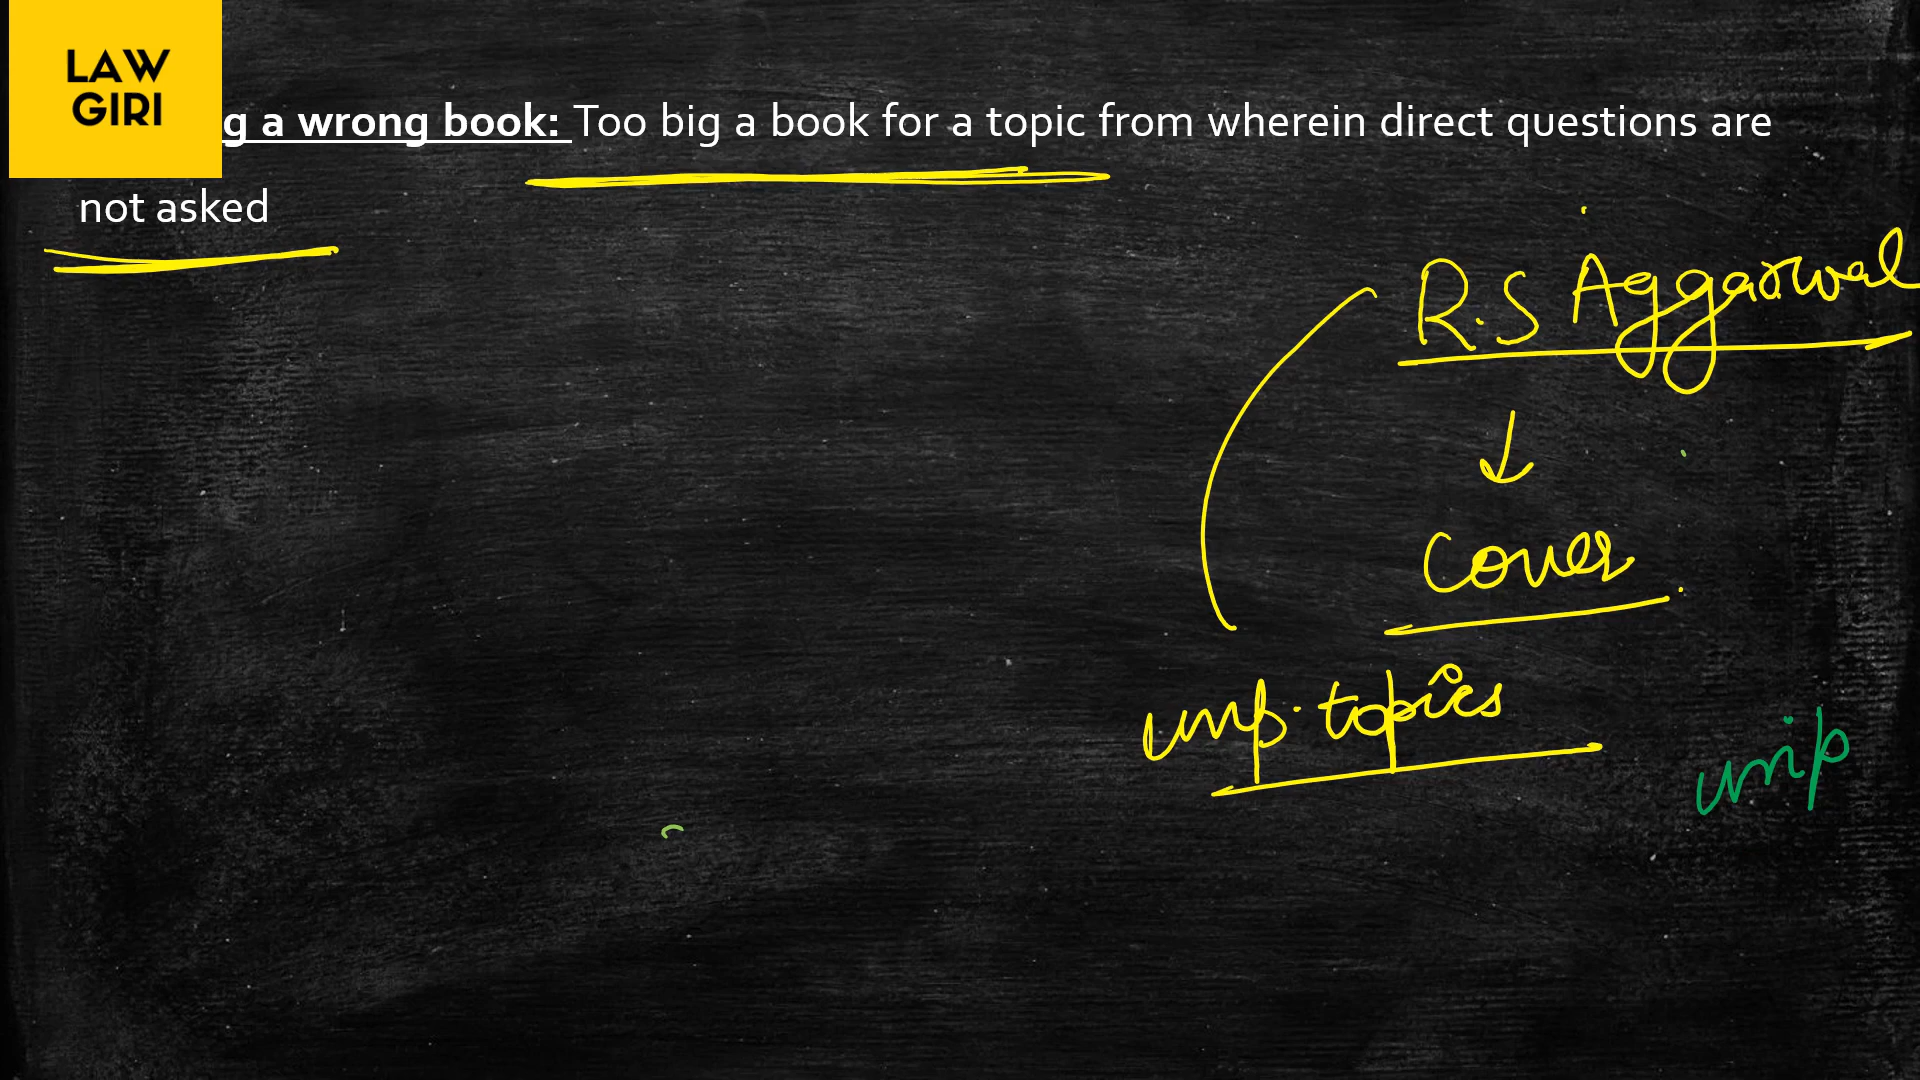 LAW
GIRI
g a wrong book: Too big a book for a topic from wherein direct questions are
not asked
R.S Aggarwal
Cover
imp. topics
imp